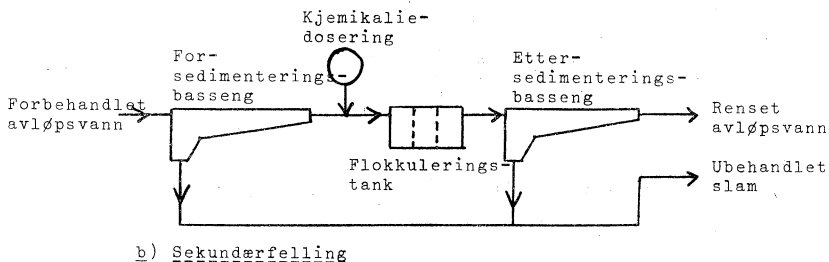 Kjemikalie-
dosering
For-
sedimenterings-
basseng
Etter-
sedimenterings-
basseng
Forbehandlet
avløpsvann
Renset
avløpsvann
Flokkulerings-
tank
Ubehandlet
slam
b) Sekundærfelling